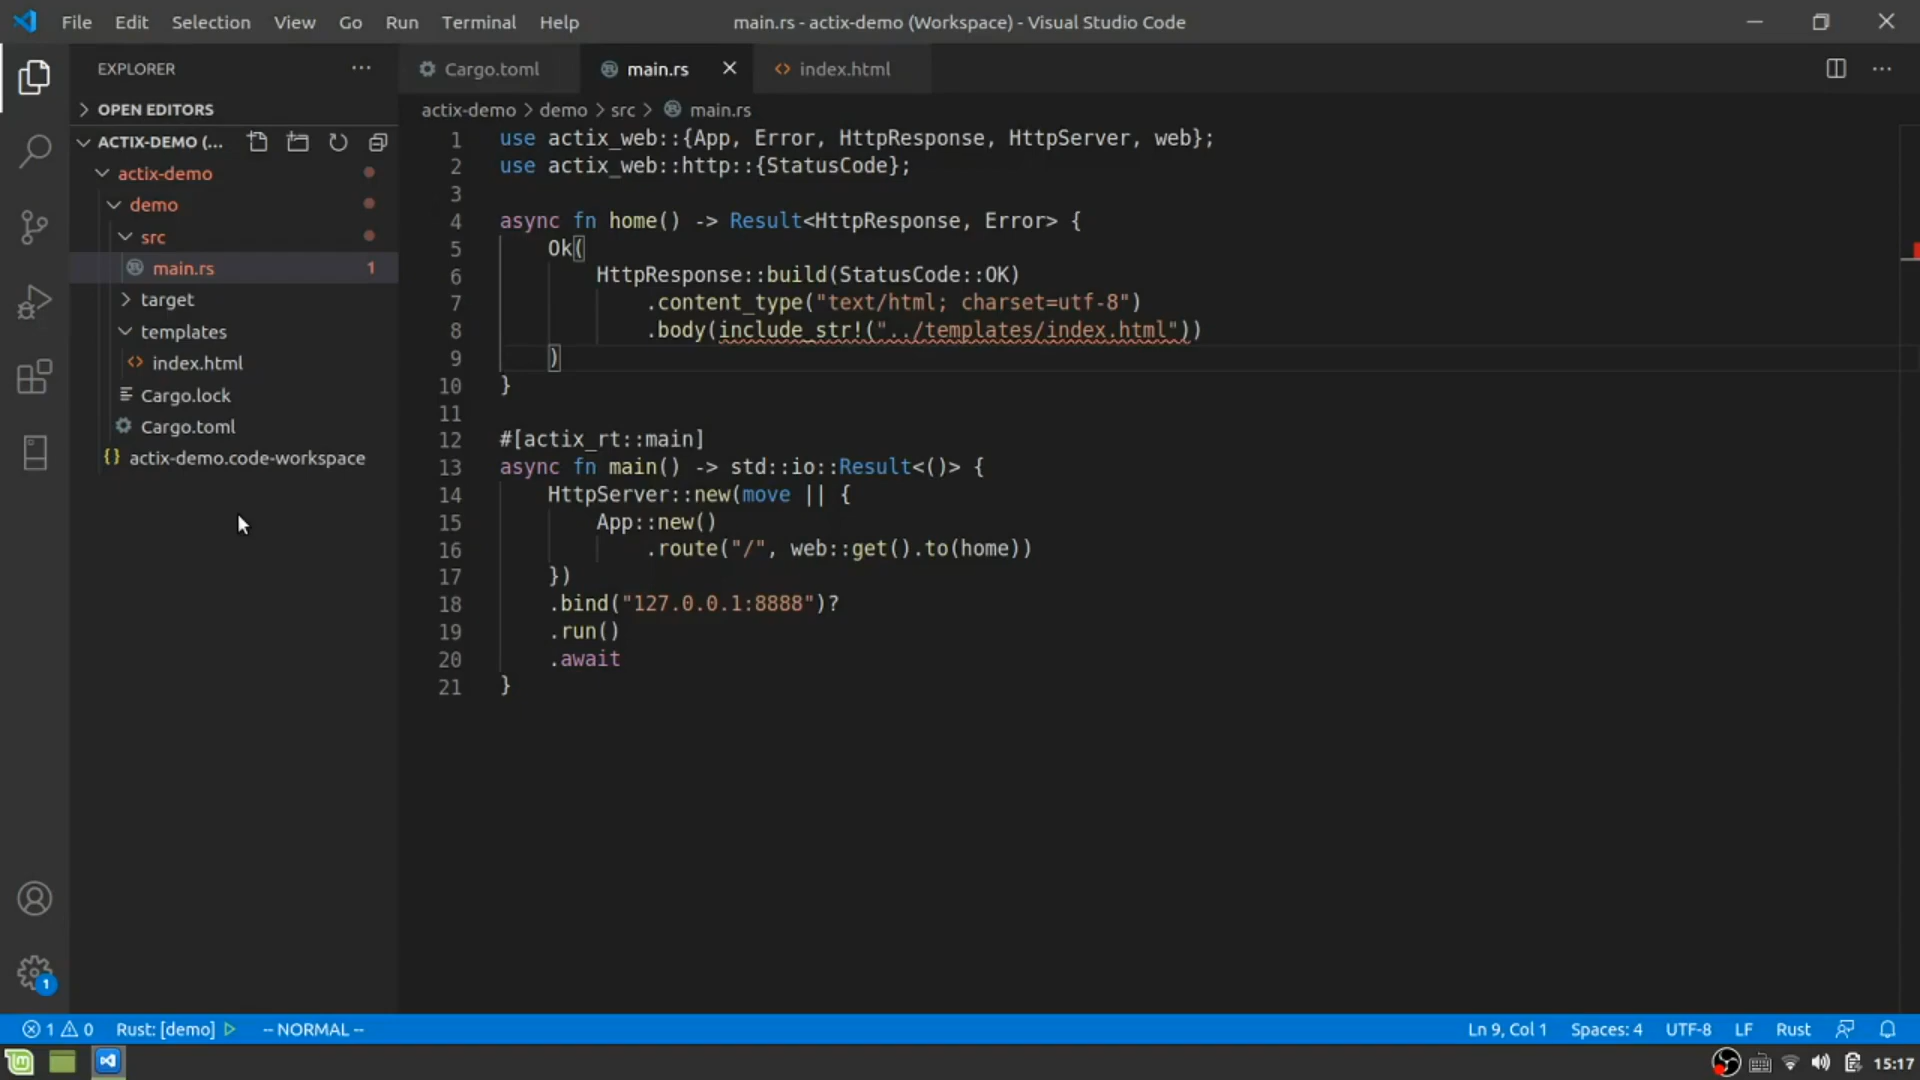 File Edit Selection View Go Run Terminal Help
main.rs - actix-demo (Workspace) - Visual Studio Code
EXPLORER
OPEN EDITORS
ACTIX-DEMO (...
actix-demo
demo
src
main.rs 1
target
templates
index.html
Cargo.lock
Cargo.toml
{} actix-demo.code-workspace
1
Cargo.toml main.rs index.html
actix-demo > demo > src > main.rs
1 use actix_web::{App, Error, HttpResponse, HttpServer, web};
2 use actix_web::http::{StatusCode};
3
4 async fn home() -> Result<HttpResponse, Error> {
5 Ok(
6 HttpResponse::build(StatusCode::OK)
7 .content_type("text/html; charset=utf-8")
8 .body(include_str!("../templates/index.html"))
9 )
10 }
11
12 #[actix_rt::main]
13 async fn main() -> std::io::Result<()> {
14 HttpServer::new(move || {
15 App::new()
16 .route("/", web::get().to(home))
17 })
18 .bind("127.0.0.1:8888")?
19 .run()
20 .await
21 }
1 0 Rust: [demo] -- NORMAL --
Ln 9, Col 1 Spaces: 4 UTF-8 LF Rust
15:17